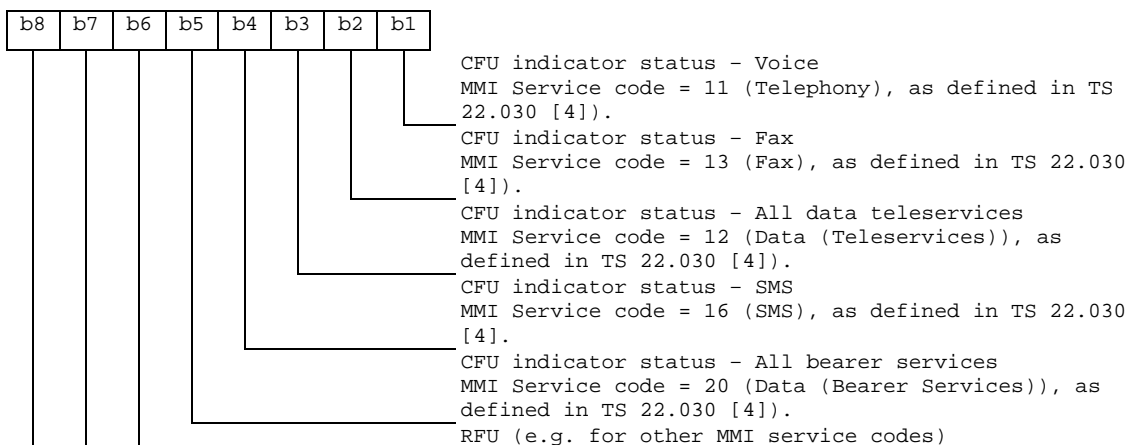 b8 b7 b6 b5 b4 b3 b2 b1
CFU indicator status – Voice
MMI Service code = 11 (Telephony), as defined in TS
22.030 [4]).
CFU indicator status – Fax
MMI Service code = 13 (Fax), as defined in TS 22.030
[4]).
CFU indicator status – All data teleservices
MMI Service code = 12 (Data (Teleservices)), as
defined in TS 22.030 [4]).
CFU indicator status – SMS
MMI Service code = 16 (SMS), as defined in TS 22.030
[4].
CFU indicator status – All bearer services
MMI Service code = 20 (Data (Bearer Services)), as
defined in TS 22.030 [4]).
RFU (e.g. for other MMI service codes)